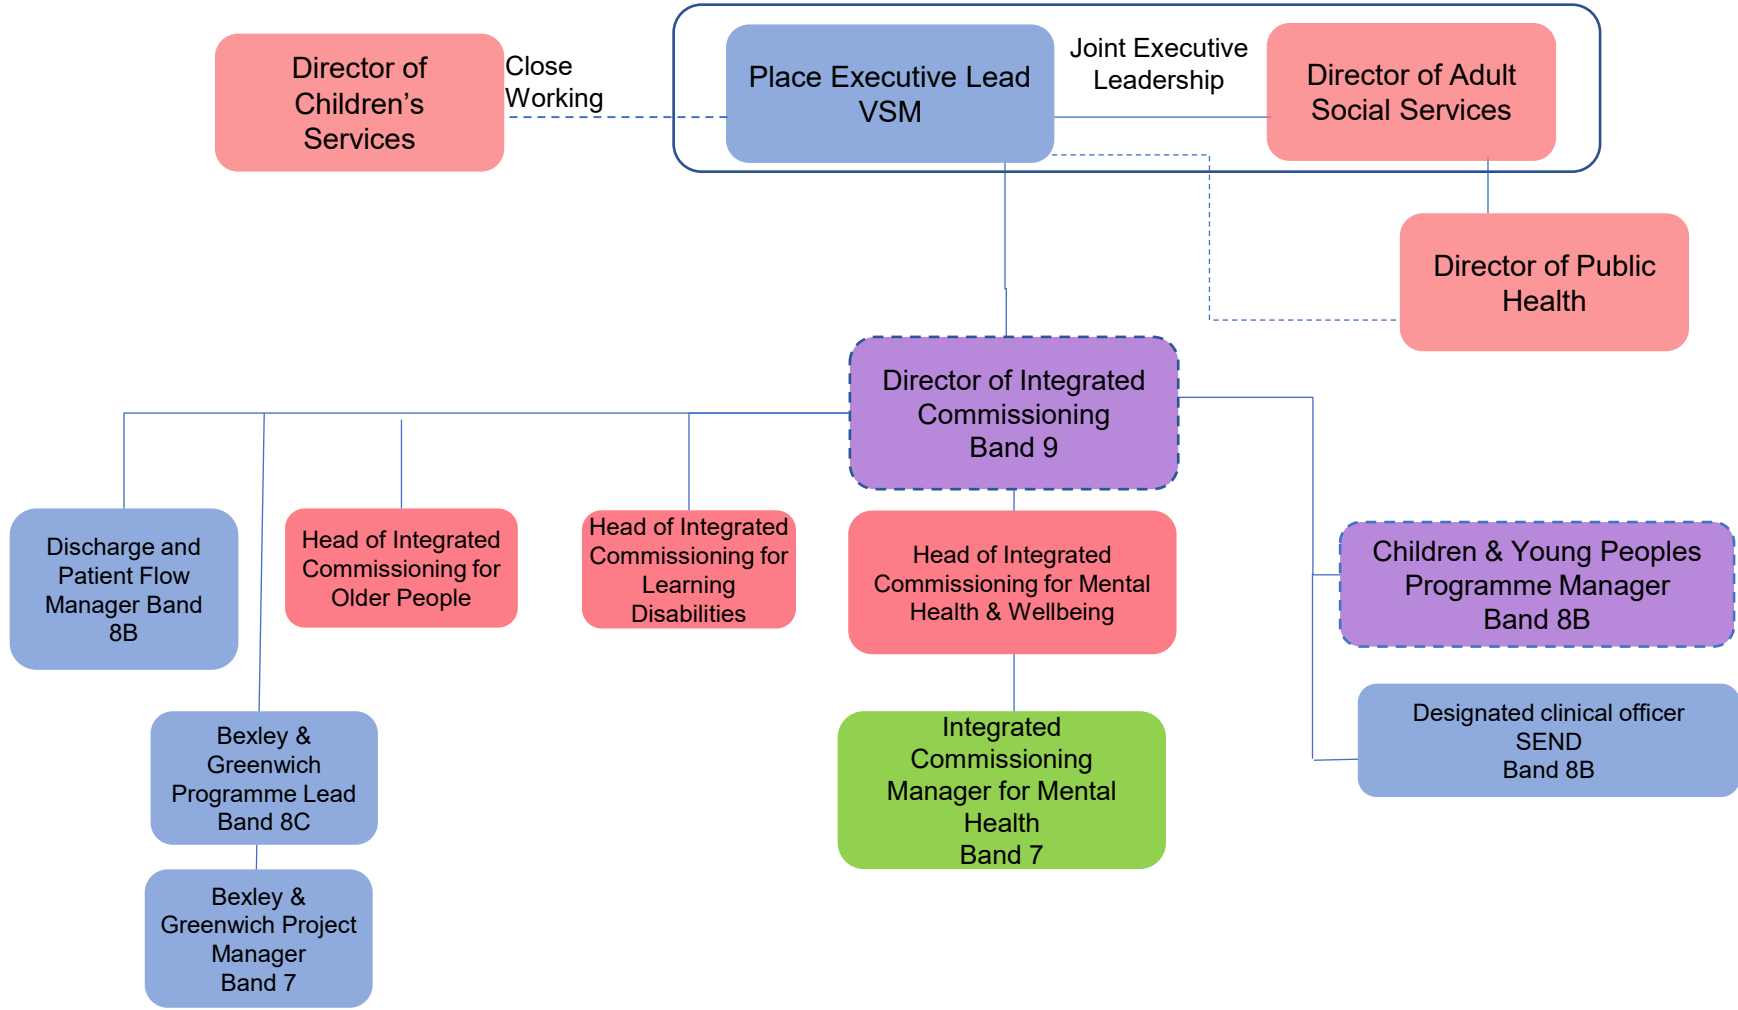 Director of
Children’s
Services
Close
Working
Place Executive Lead
VSM
Joint Executive
Leadership
Director of Adult
Social Services
Director of Public
Health
Director of Integrated
Commissioning
Band 9
Discharge and
Patient Flow
Manager Band
8B
Head of Integrated
Commissioning for
Older People
Head of Integrated
Commissioning for
Learning
Disabilities
Head of Integrated
Commissioning for Mental
Health & Wellbeing
Children & Young Peoples
Programme Manager
Band 8B
Designated clinical officer
SEND
Band 8B
Bexley &
Greenwich
Programme Lead
Band 8C
Integrated
Commissioning
Manager for Mental
Health
Band 7
Bexley &
Greenwich Project
Manager
Band 7